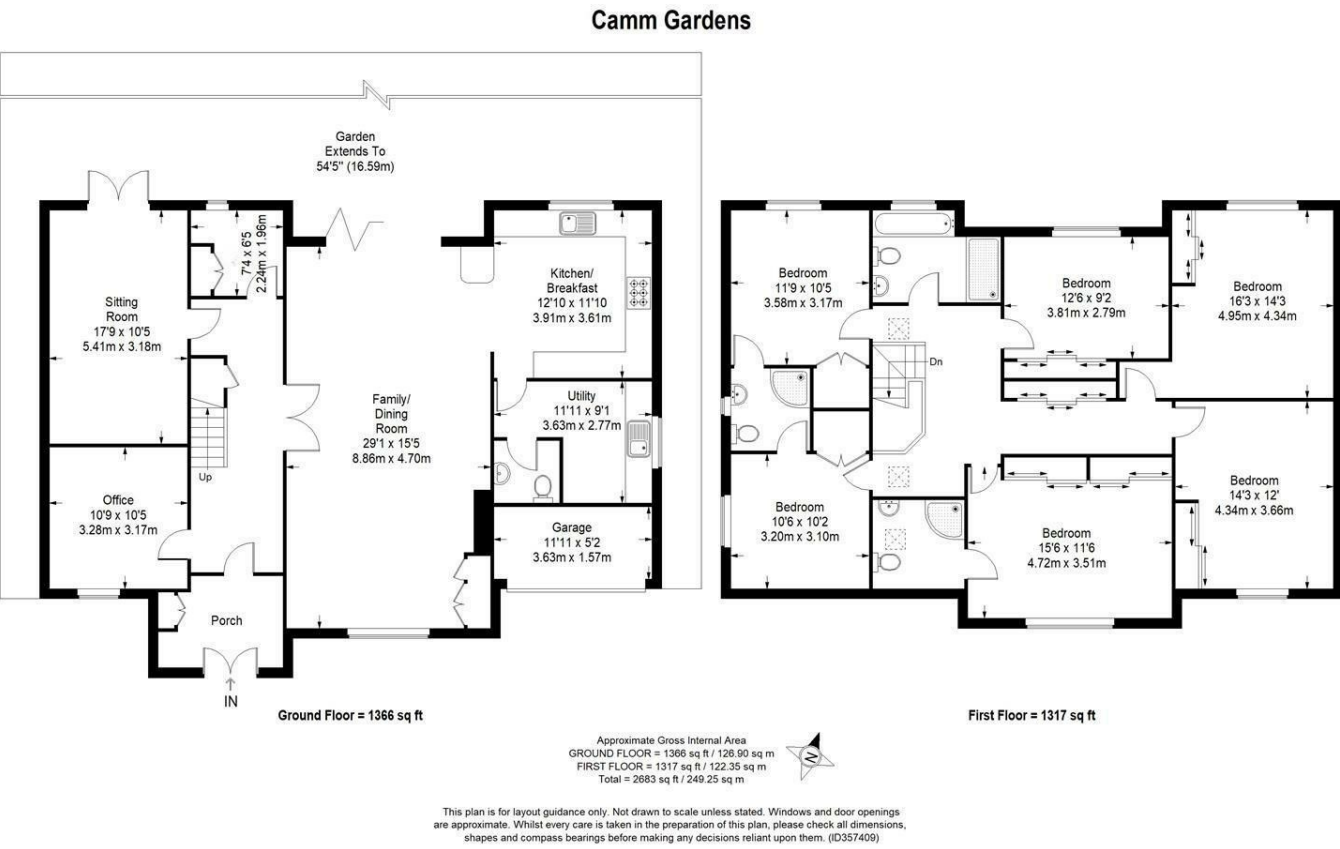 Camm Gardens
Garden
Extends To
54'5" (16.59m)
Sitting
Room
17'9 x 10'5
5.41m x 3.18m
7'4 x 6'5
2.24m x 1.96m
Kitchen/
Breakfast
12'10 x 11'10
3.91m x 3.61m
Family/
Dining
Room
29'1 x 15'5
8.86m x 4.70m
Utility
11'11 x 9'1
3.63m x 2.77m
Up
Office
10'9 x 10'5
3.28m x 3.17m
Garage
11'11 x 5'2
3.63m x 1.57m
Porch
IN
Ground Floor = 1366 sq ft
Bedroom
11'9 x 10'5
3.58m x 3.17m
Bedroom
12'6 x 9'2
3.81m x 2.79m
Bedroom
16'3 x 14'3
4.95m x 4.34m
Dn
Bedroom
10'6 x 10'2
3.20m x 3.10m
Bedroom
15'6 x 11'6
4.72m x 3.51m
Bedroom
14'3 x 12'
4.34m x 3.66m
First Floor = 1317 sq ft
Approximate Gross Internal Area
GROUND FLOOR = 1366 sq ft / 126.90 sq m
FIRST FLOOR = 1317 sq ft / 122.35 sq m
Total = 2683 sq ft / 249.25 sq m
N
This plan is for layout guidance only. Not drawn to scale unless stated. Windows and door openings
are approximate. Whilst every care is taken in the preparation of this plan, please check all dimensions,
shapes and compass bearings before making any decisions reliant upon them. (ID357409)